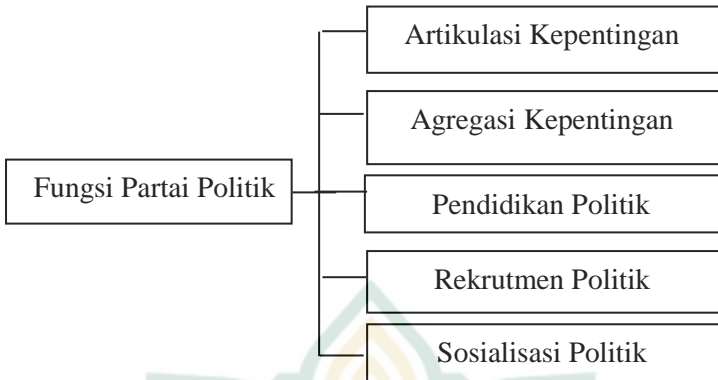 Artikulasi Kepentingan
Agregasi Kepentingan
Fungsi Partai Politik
Pendidikan Politik
Rekrutmen Politik
Sosialisasi Politik